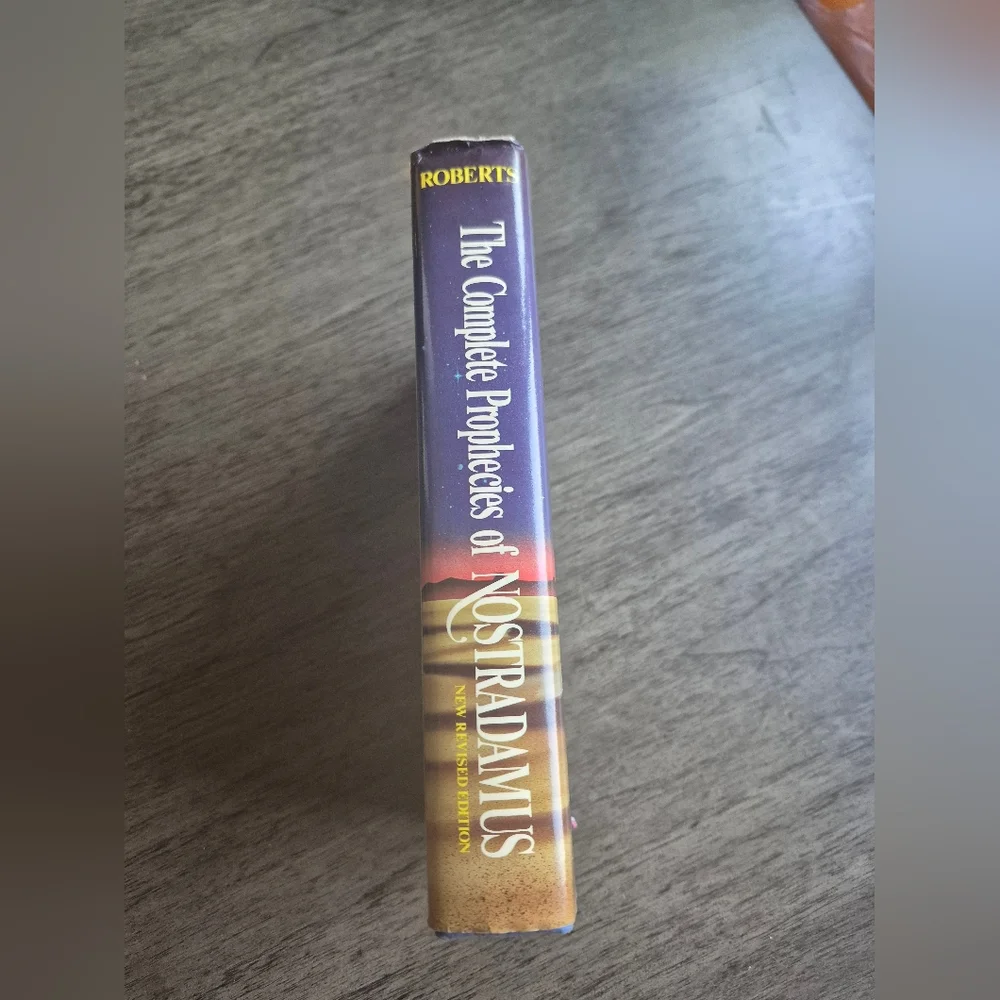 ROBERTS
The Complete Prophecies of NOSTRADAMUS
NEW REVISED EDITION